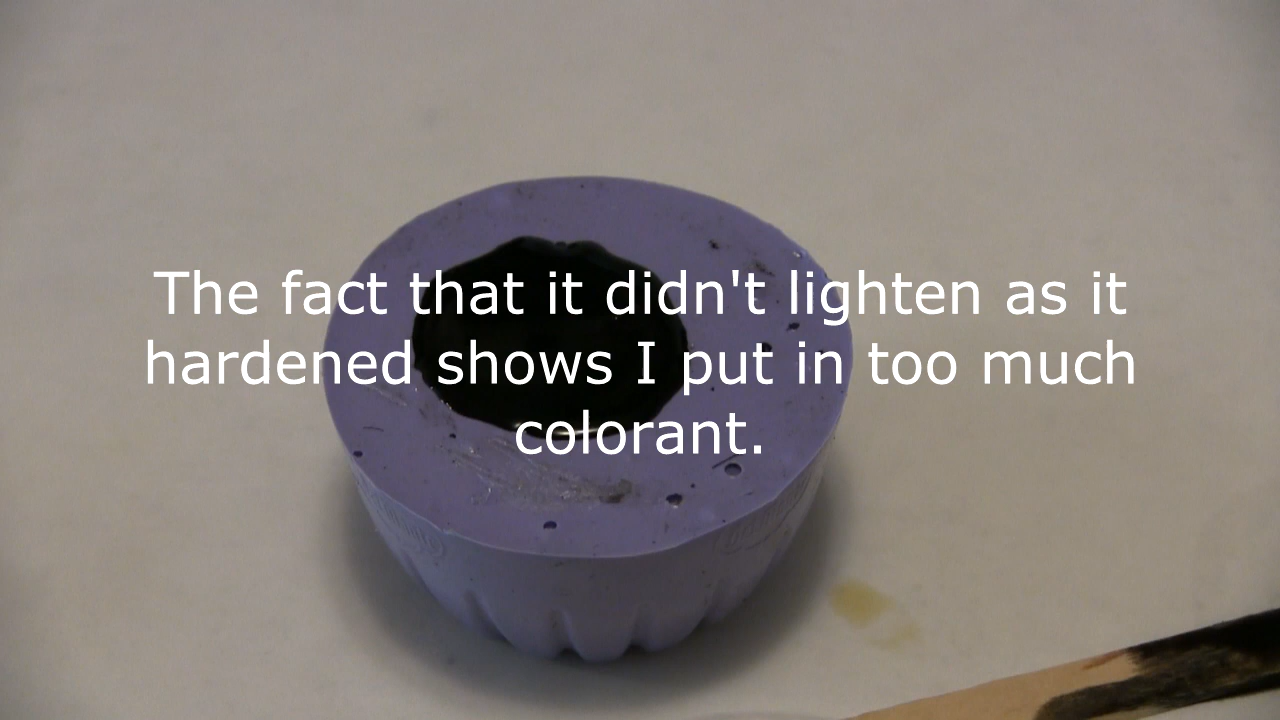 The fact that it didn't lighten as it
hardened shows I put in too much
colorant.